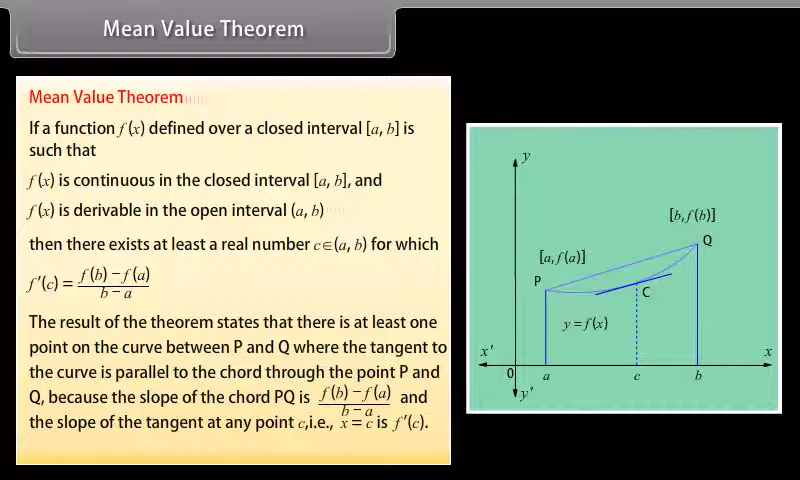 Mean Value Theorem
Mean Value Theorem
If a function f(x) defined over a closed interval [a, b] is
such that
f(x) is continuous in the closed interval [a, b], and
f(x) is derivable in the open interval (a, b)
then there exists at least a real number c∈(a, b) for which
f'(c) = f(b) − f(a) / b − a
The result of the theorem states that there is at least one
point on the curve between P and Q where the tangent to
the curve is parallel to the chord through the point P and
Q, because the slope of the chord PQ is f(b) − f(a) / b − a and
the slope of the tangent at any point c,i.e., x = c is f'(c).
y
[b, f(b)]
Q
[a, f(a)]
P
C
y = f(x)
x'
x
0
a
c
b
y'